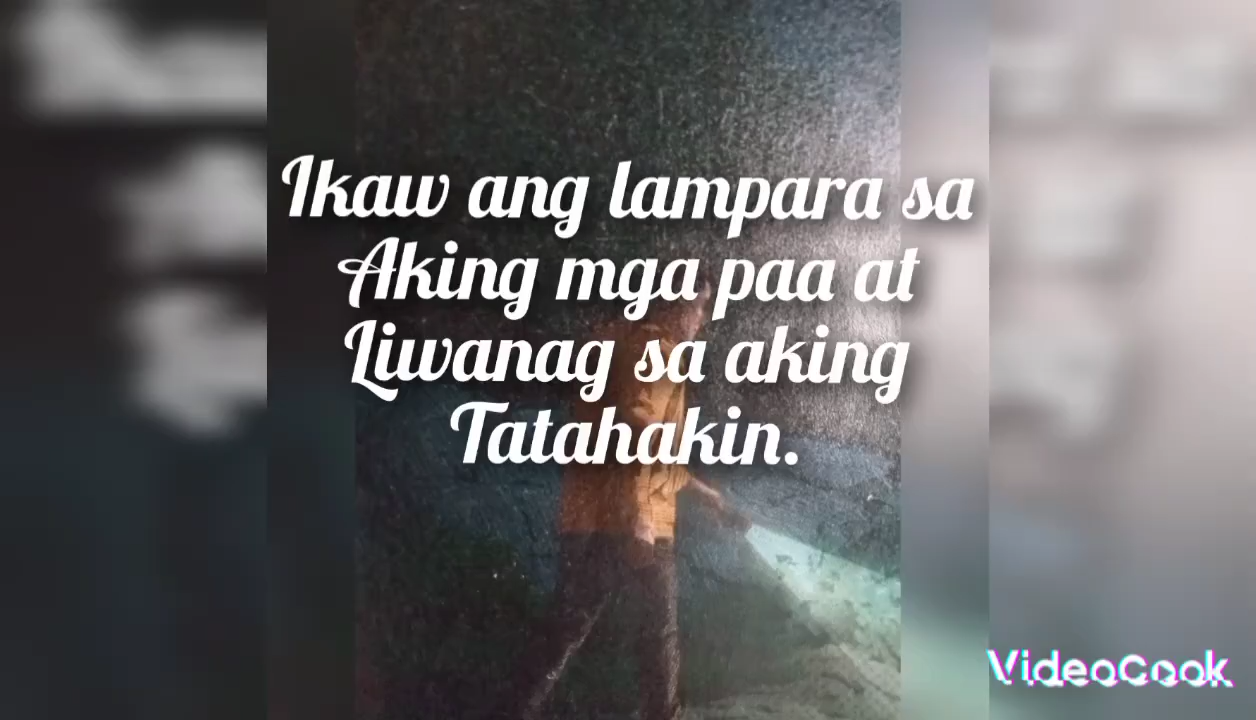 Ikaw ang lampara sa
Aking mga paa at
Liwanag sa aking
Tatahakin.
VideoCook